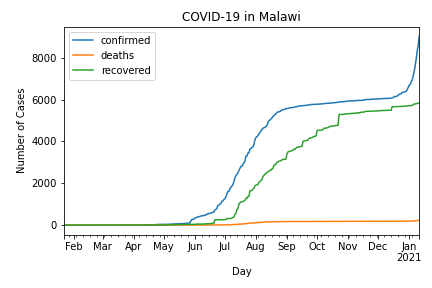 COVID-19 in Malawi
confirmed
deaths
recovered
Number of Cases
8000
6000
4000
2000
0
Feb Mar Apr May Jun Jul Aug Sep Oct Nov Dec Jan
2021
Day